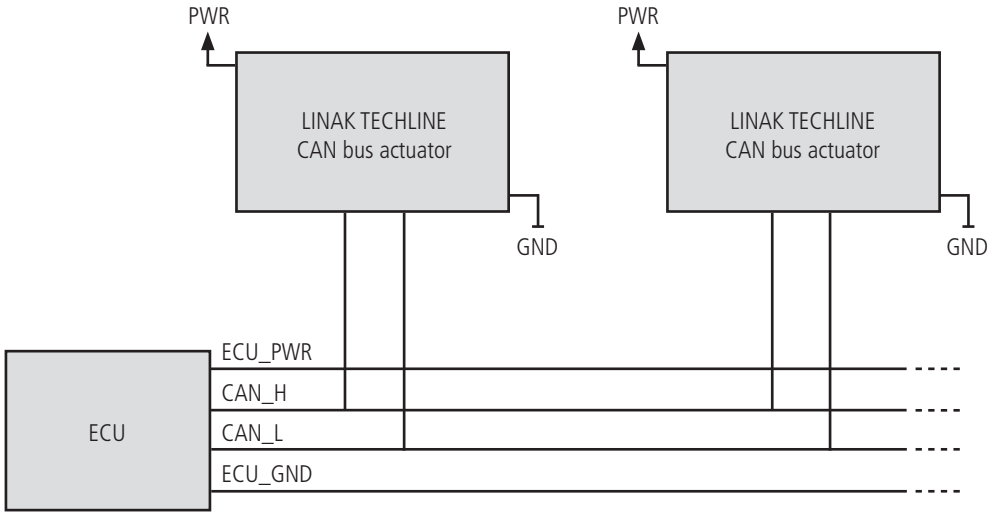 PWR
PWR
LINAK TECHLINE
CAN bus actuator
LINAK TECHLINE
CAN bus actuator
GND
GND
ECU
ECU_PWR
CAN_H
CAN_L
ECU_GND